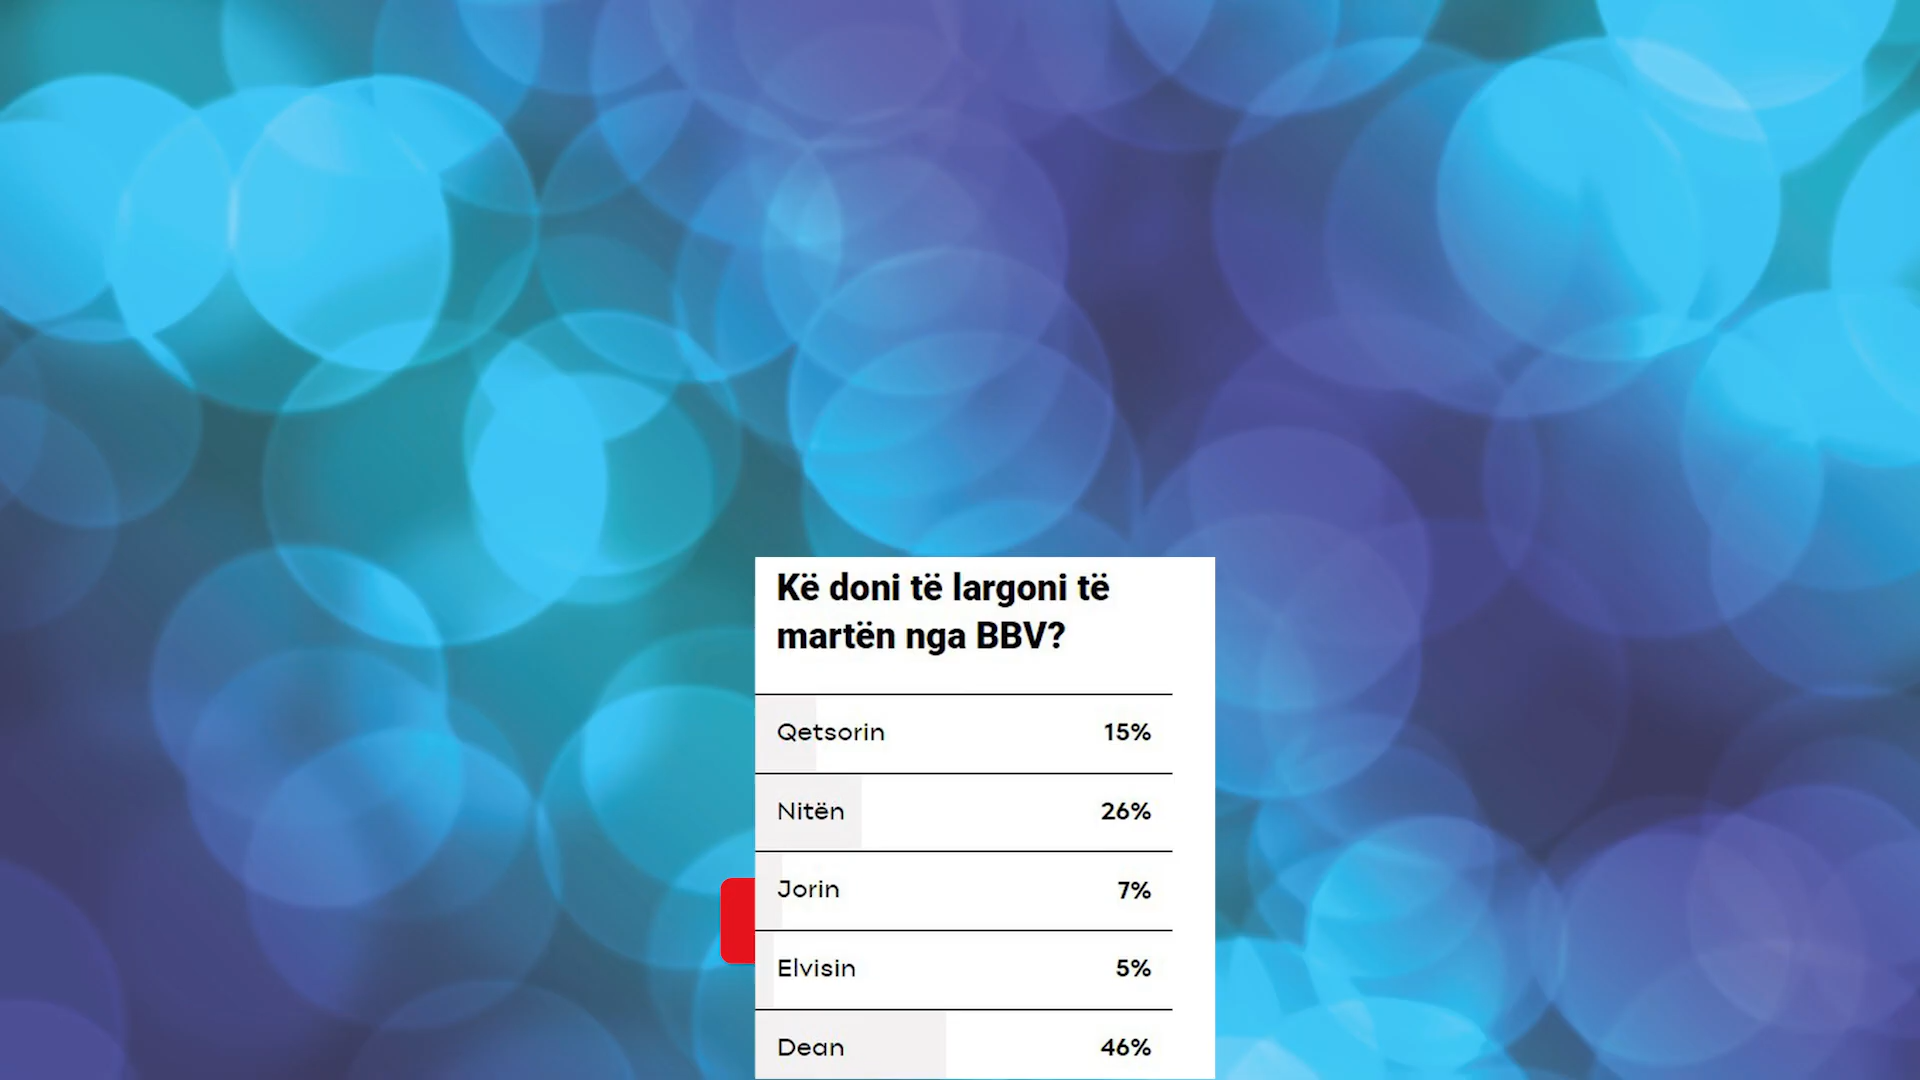 Kë doni të largoni të
martën nga BBV?
Qetsorin 15%
Nitën 26%
Jorin 7%
Elvisin 5%
Dean 46%